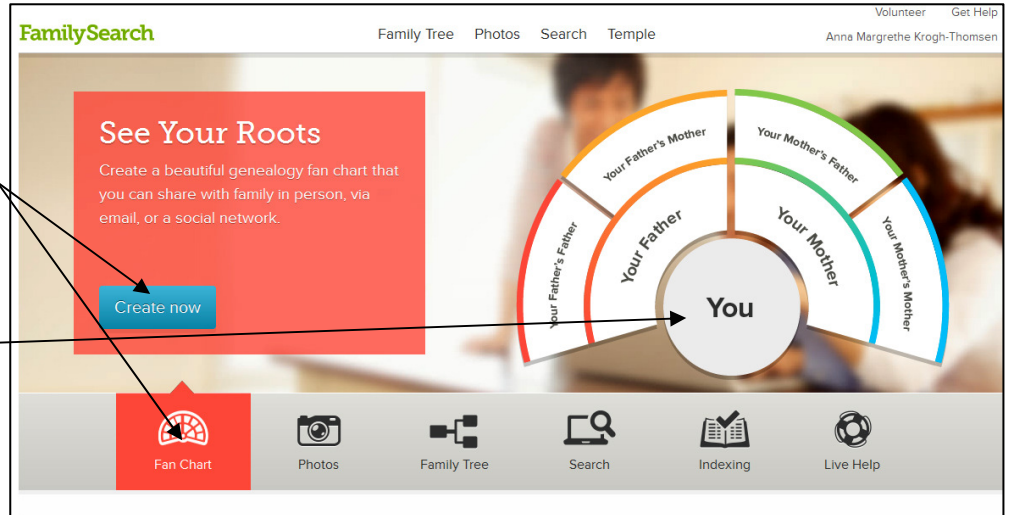 Volunteer Get Help
FamilySearch Family Tree Photos Search Temple
Anna Margrethe Krogh-Thomsen
See Your Roots
Create a beautiful genealogy fan chart that
you can share with family in person, via
email, or a social network.
Create now
Your Father's Father
Your Father's Mother
Your Mother's Father
Your Mother's Mother
Your Father
Your Mother
You
Fan Chart Photos Family Tree Search Indexing Live Help